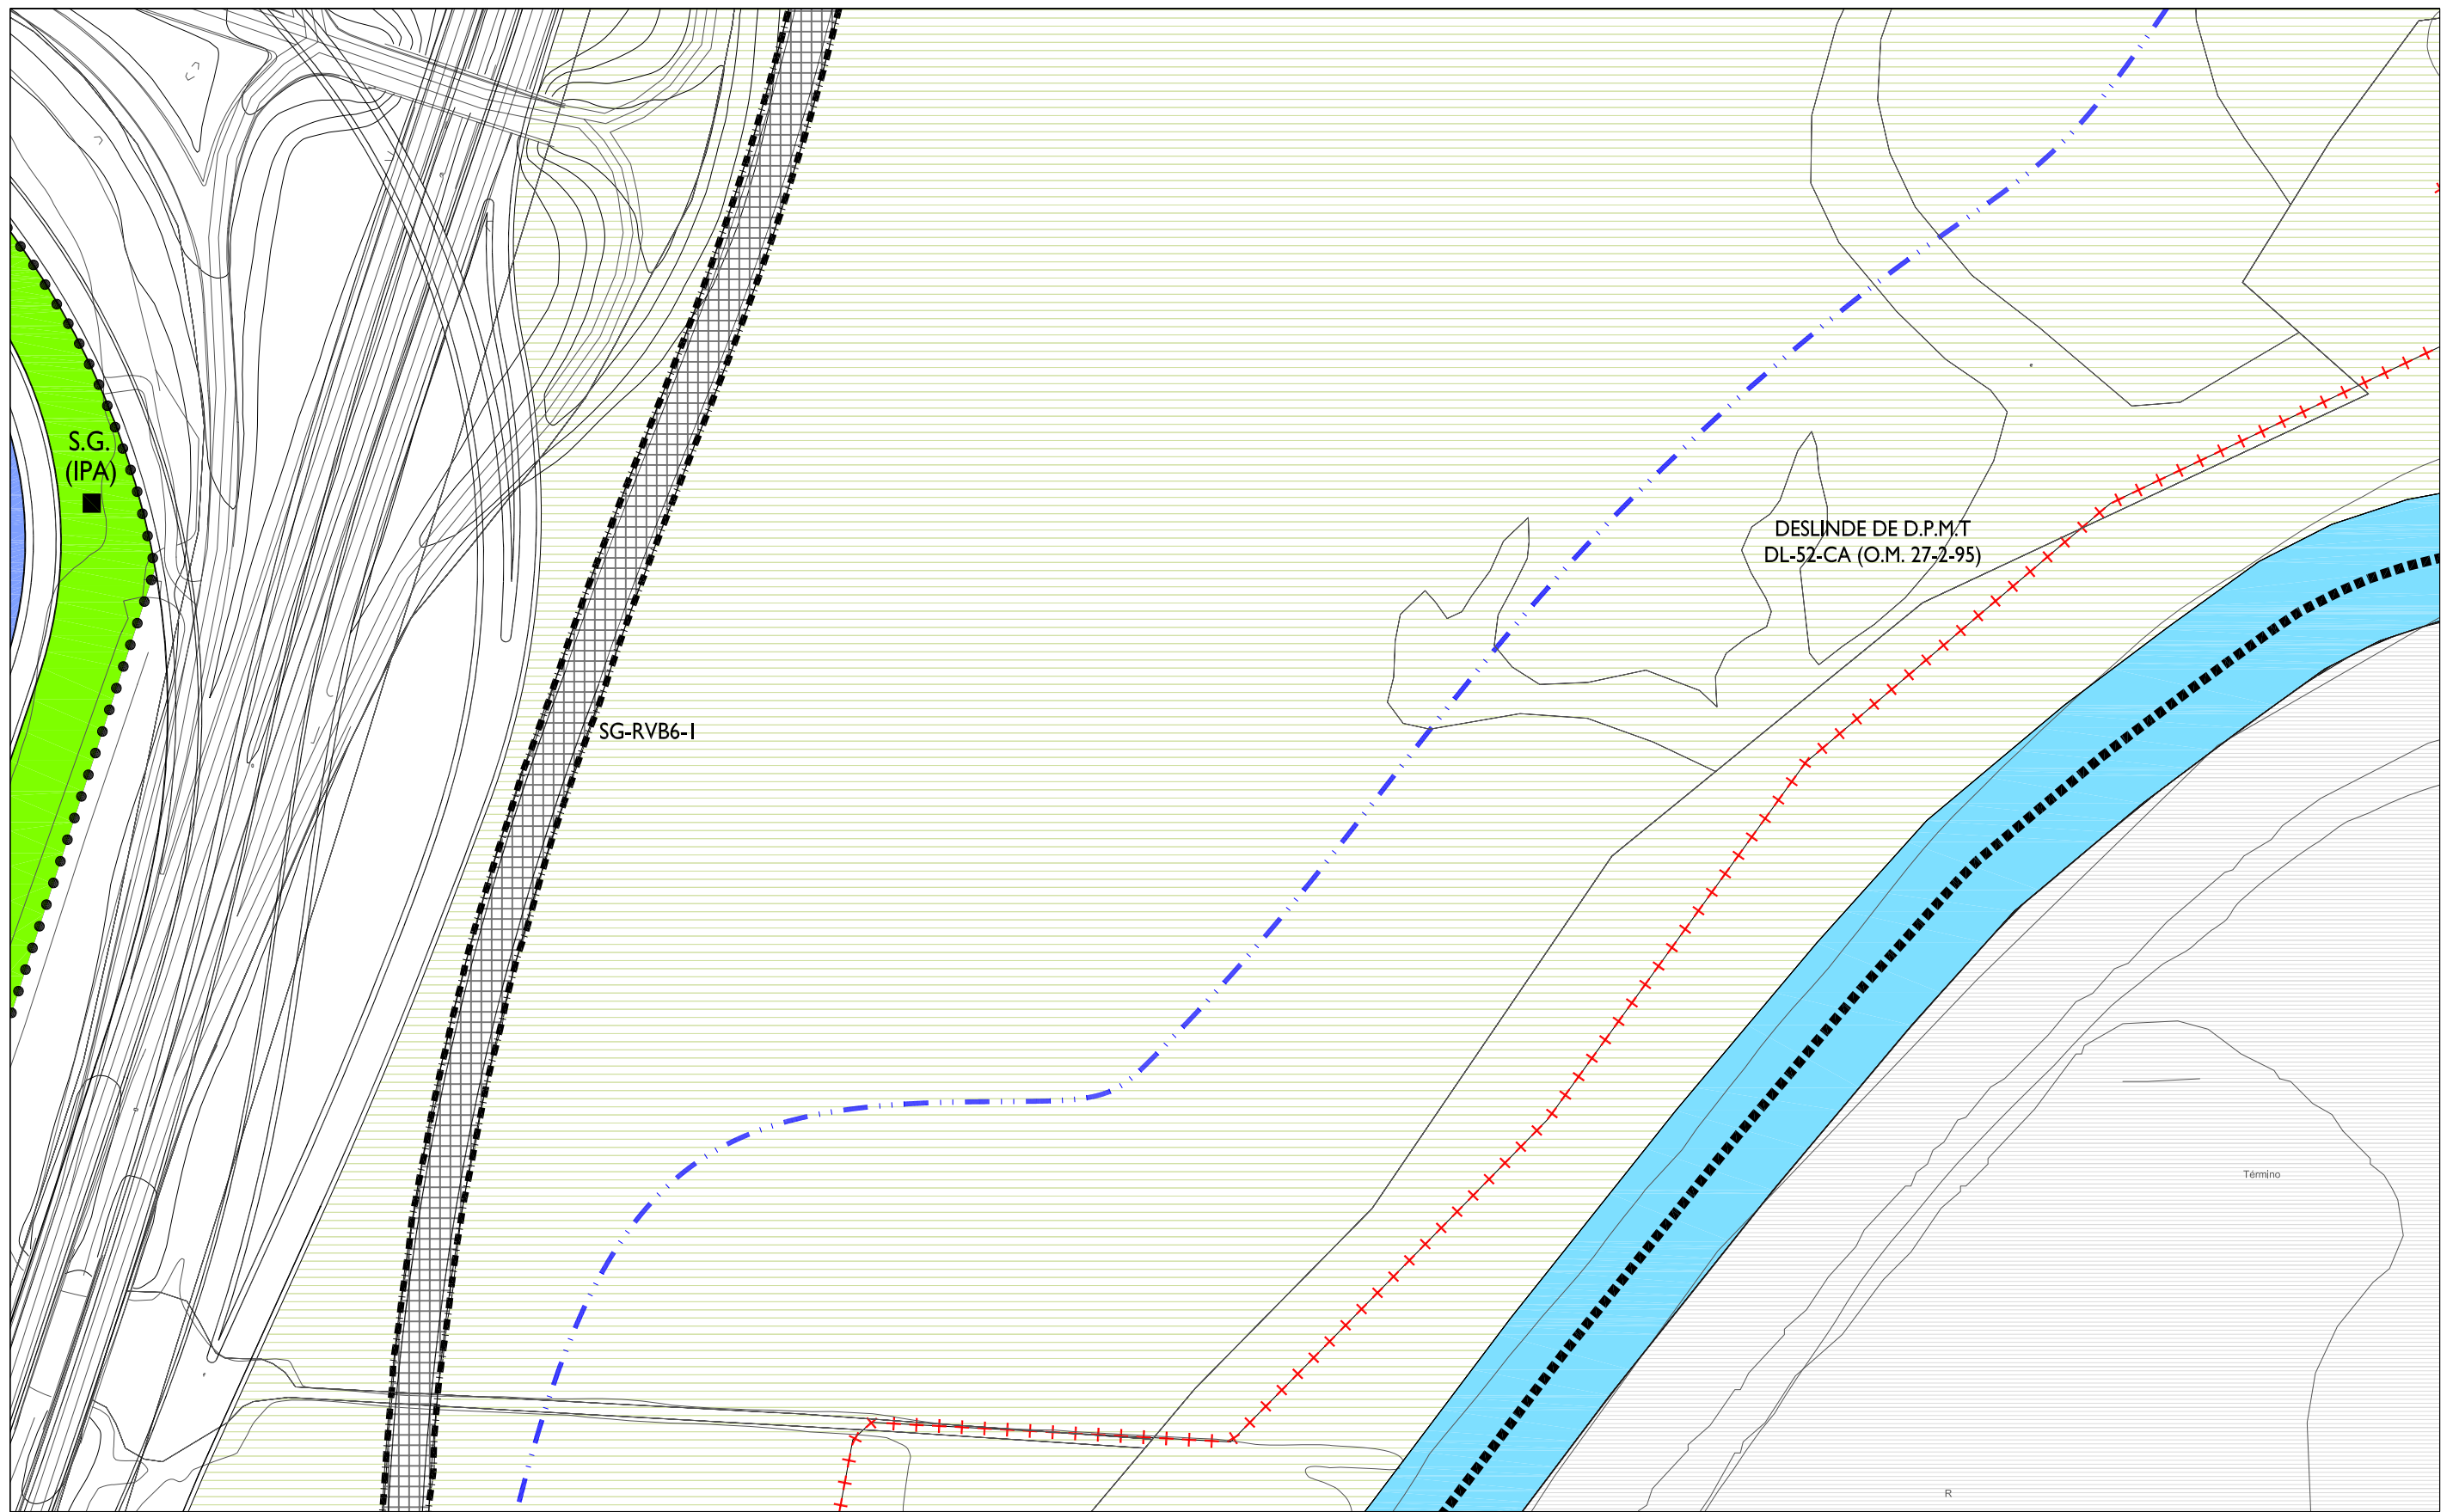 S.G.
(IPA)
DESLINDE DE D.P.M.T
DL-52-CA (O.M. 27-2-95)
SG-RVB6-1
Término
R